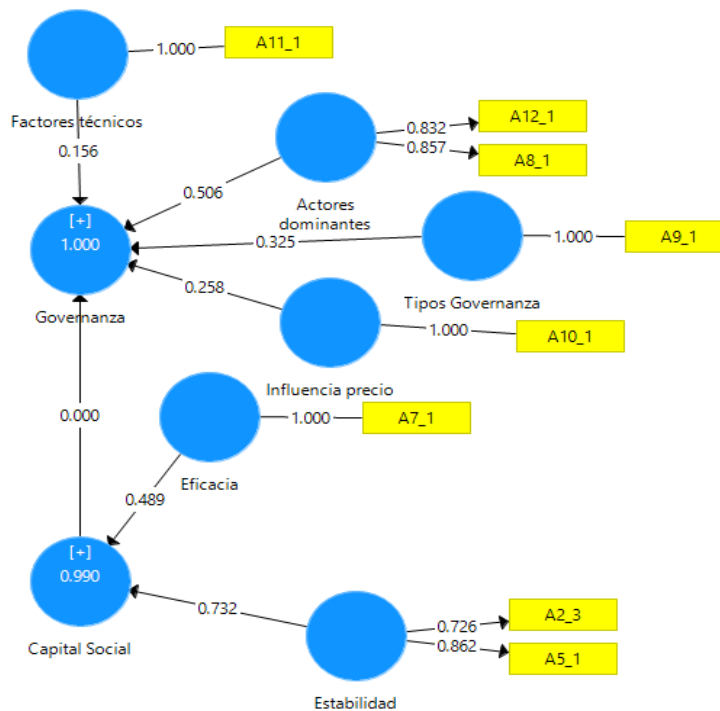 1.000
A11_1
Factores técnicos
0.156
0.832
A12_1
0.857
A8_1
0.506
Actores
dominantes
[+]
1.000
Governanza
0.325
1.000
A9_1
Tipos Governanza
0.258
1.000
A10_1
Influencia precio
0.000
1.000
A7_1
Eficacia
0.489
[+]
0.990
Capital Social
0.732
0.726
A2_3
0.862
A5_1
Estabilidad